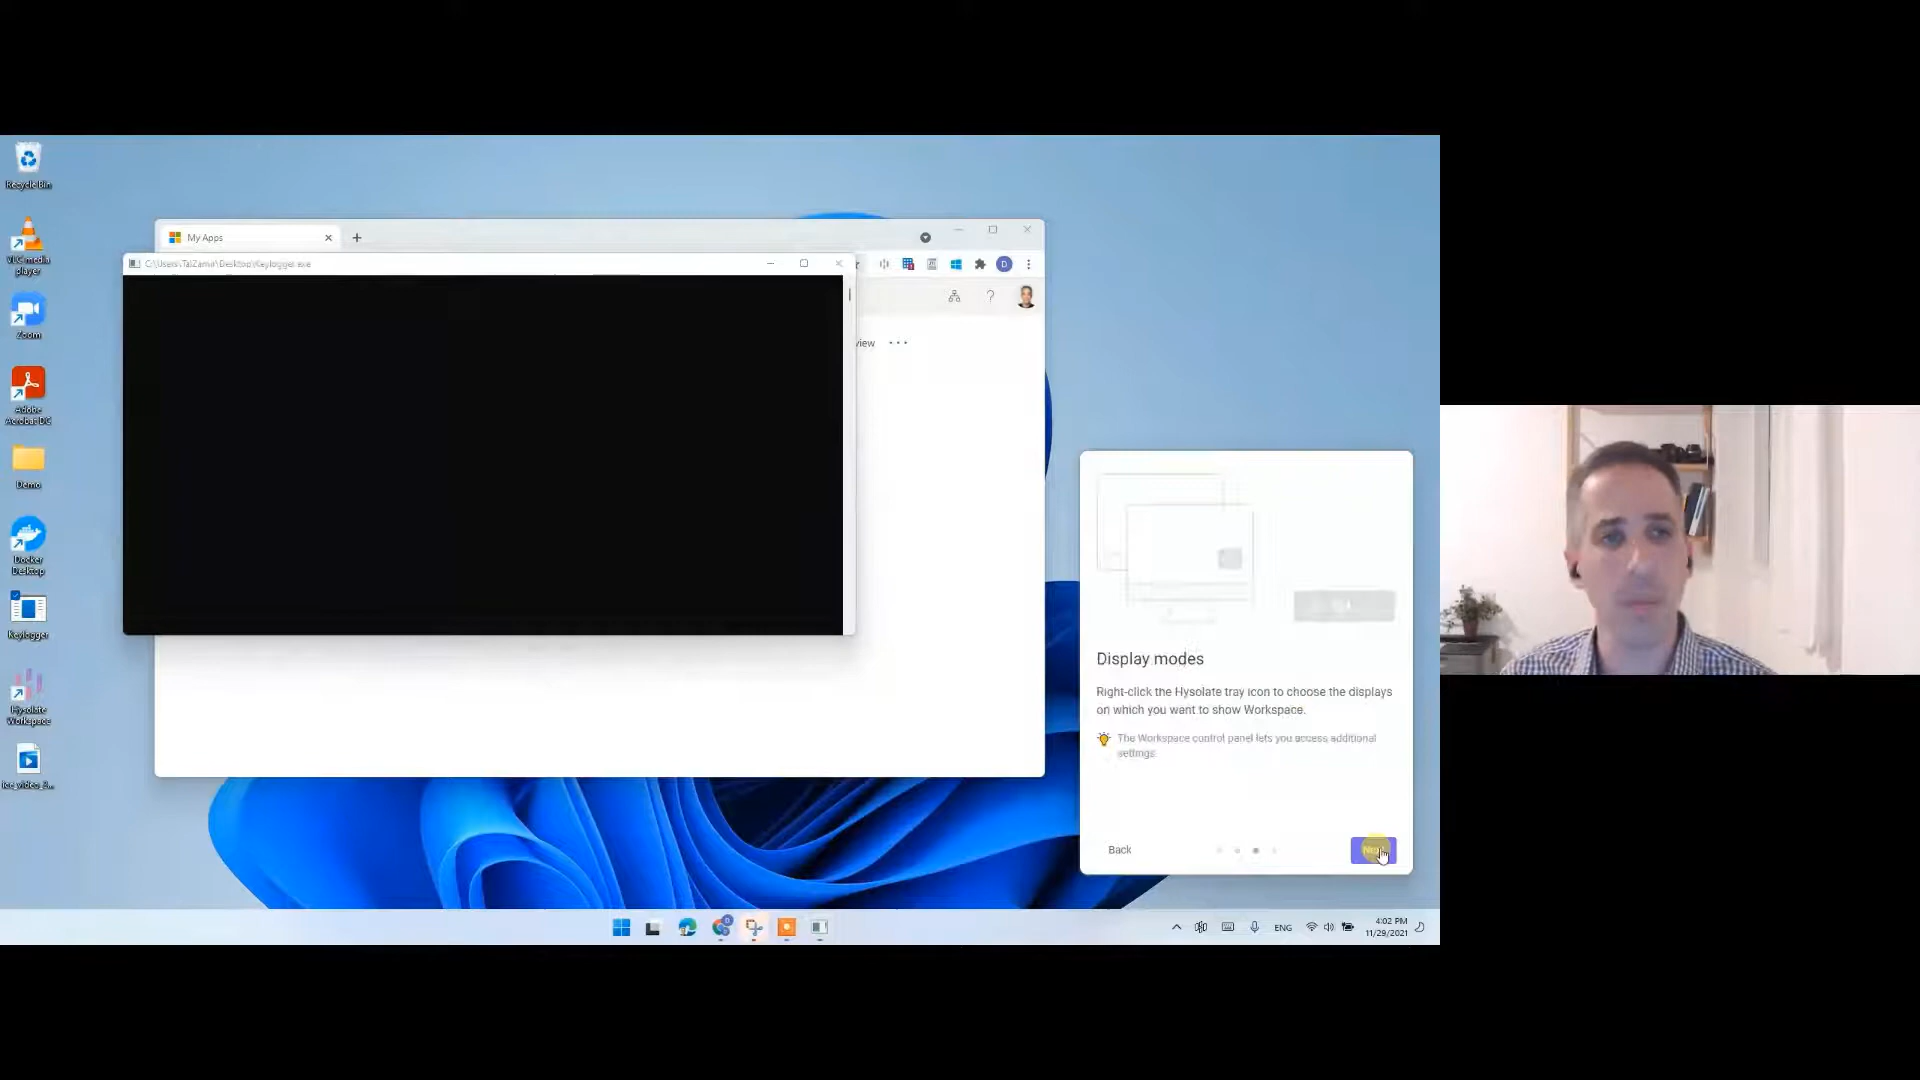 Recycle Bin
VLC media
player
Zoom
Adobe
Acrobat DC
Demo
Docker
Desktop
Keylogger
Hysolate
Workspace
My Apps
C:\Users\TalZamir\Desktop\Keylogger.exe
D
?
view ...
Display modes
Right-click the Hysolate tray icon to choose the displays
on which you want to show Workspace.
The Workspace control panel lets you access additional
settings
Back
Next
ENG
4:02 PM
11/29/2021